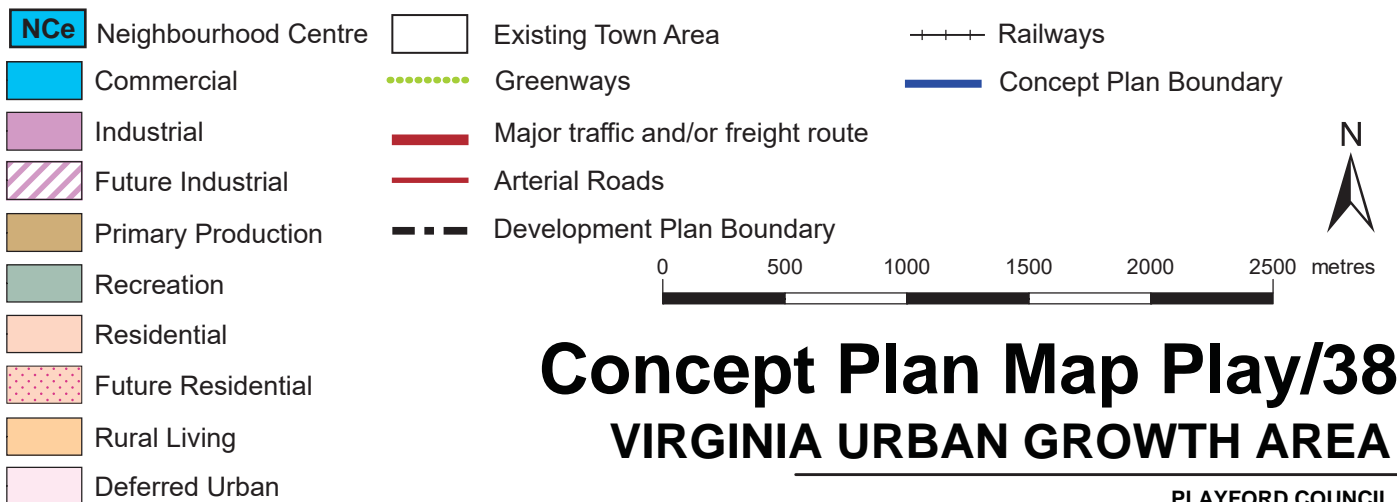 NCe Neighbourhood Centre
Commercial
Industrial
Future Industrial
Primary Production
Recreation
Residential
Future Residential
Rural Living
Deferred Urban
Existing Town Area
Greenways
Major traffic and/or freight route
Arterial Roads
Development Plan Boundary
Railways
Concept Plan Boundary
N
0 500 1000 1500 2000 2500 metres
Concept Plan Map Play/38
VIRGINIA URBAN GROWTH AREA
PLAYFORD COUNCIL